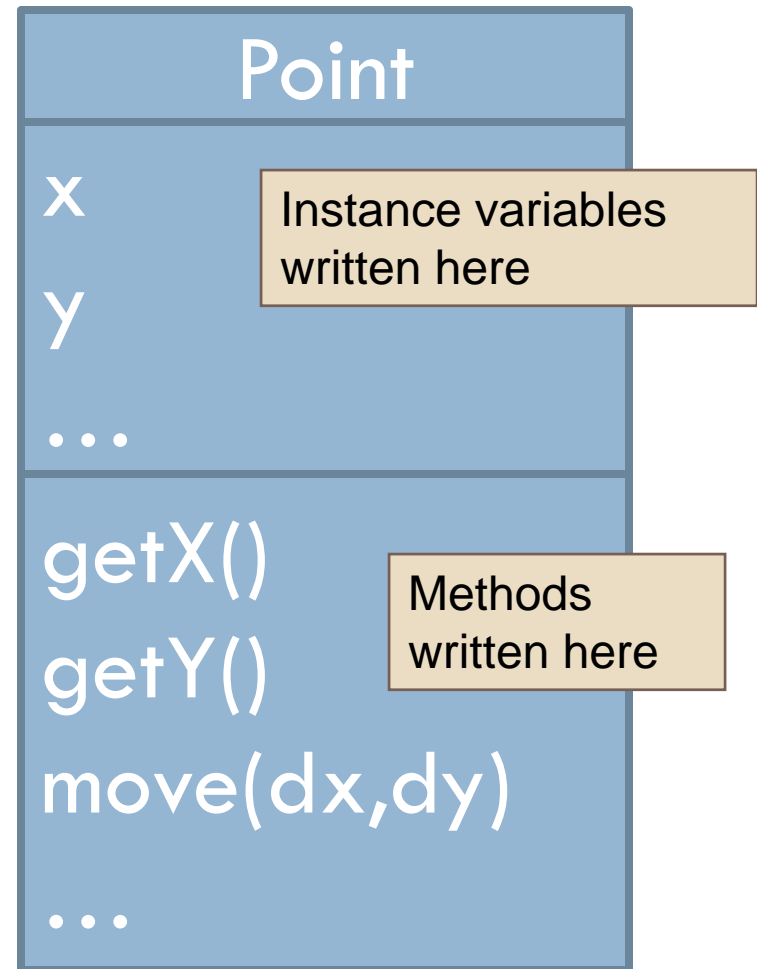 Point
x
Instance variables
written here
y
...
getX()
Methods
written here
getY()
move(dx,dy)
...